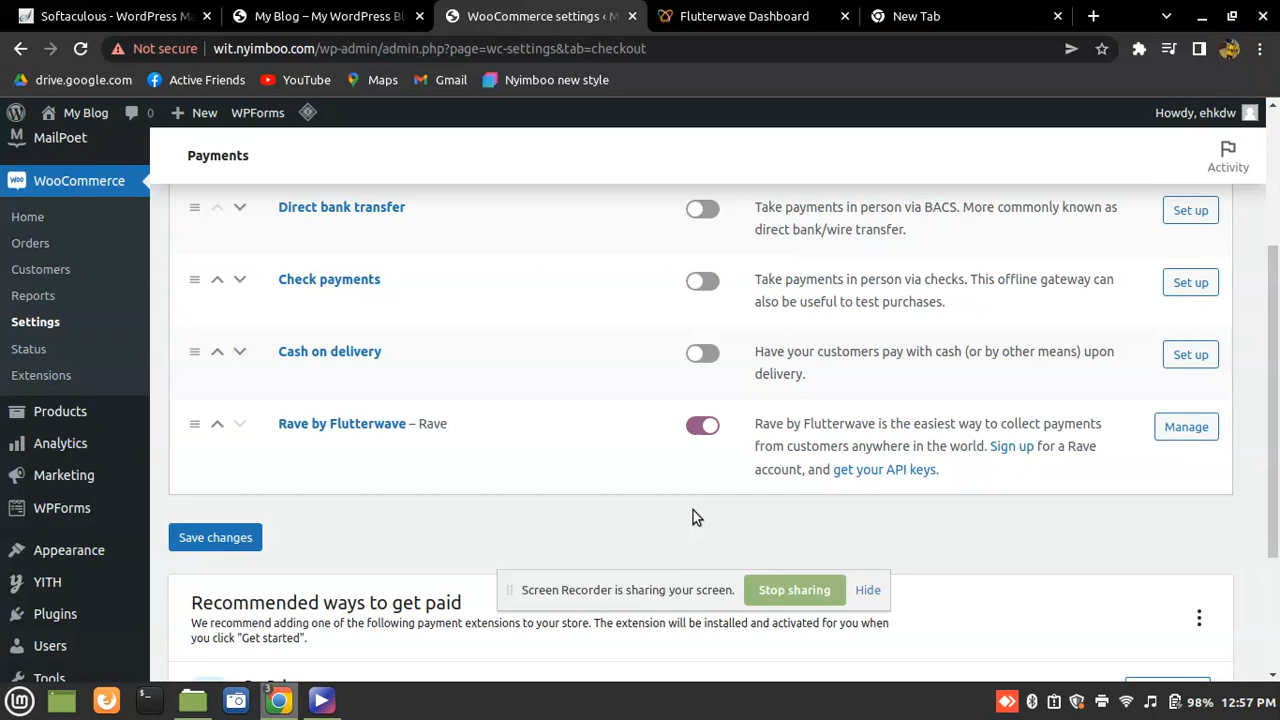 Softaculous - WordPress Ma
My Blog – My WordPress Bl
WooCommerce settings ‹ M
Flutterwave Dashboard
New Tab
Not secure
wit.nyimboo.com/wp-admin/admin.php?page=wc-settings&tab=checkout
drive.google.com
Active Friends
YouTube
Maps
Gmail
Nyimboo new style
My Blog
0
New
WPForms
Howdy, ehkdw
MailPoet
WooCommerce
Home
Orders
Customers
Reports
Settings
Status
Extensions
Products
Analytics
Marketing
WPForms
Appearance
YITH
Plugins
Users
Tools
Payments
Activity
Direct bank transfer
Take payments in person via BACS. More commonly known as
direct bank/wire transfer.
Set up
Check payments
Take payments in person via checks. This offline gateway can
also be useful to test purchases.
Set up
Cash on delivery
Have your customers pay with cash (or by other means) upon
delivery.
Set up
Rave by Flutterwave – Rave
Rave by Flutterwave is the easiest way to collect payments
from customers anywhere in the world. Sign up for a Rave
account, and get your API keys.
Manage
Save changes
Screen Recorder is sharing your screen.
Stop sharing
Hide
Recommended ways to get paid
We recommend adding one of the following payment extensions to your store. The extension will be installed and activated for you when
you click "Get started".
3
98%
12:57 PM